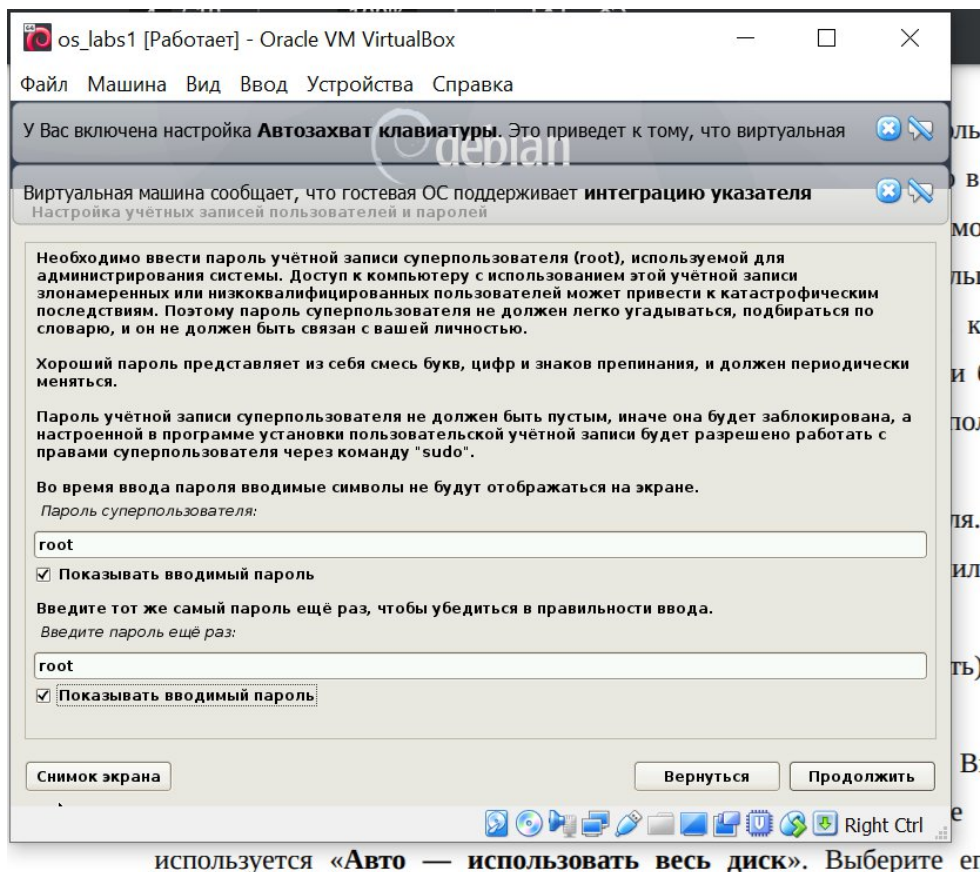 os_labs1 [Работает] - Oracle VM VirtualBox
Файл Машина Вид Ввод Устройства Справка
У Вас включена настройка Автозахват клавиатуры. Это приведет к тому, что виртуальная
debian
Виртуальная машина сообщает, что гостевая ОС поддерживает интеграцию указателя
Настройка учётных записей пользователей и паролей
Необходимо ввести пароль учётной записи суперпользователя (root), используемой для
администрирования системы. Доступ к компьютеру с использованием этой учётной записи
злонамеренных или низкоквалифицированных пользователей может привести к катастрофическим
последствиям. Поэтому пароль суперпользователя не должен легко угадываться, подбираться по
словарю, и он не должен быть связан с вашей личностью.
Хороший пароль представляет из себя смесь букв, цифр и знаков препинания, и должен периодически
меняться.
Пароль учётной записи суперпользователя не должен быть пустым, иначе она будет заблокирована, а
настроенной в программе установки пользовательской учётной записи будет разрешено работать с
правами суперпользователя через команду "sudo".
Во время ввода пароля вводимые символы не будут отображаться на экране.
Пароль суперпользователя:
root
Показывать вводимый пароль
Введите тот же самый пароль ещё раз, чтобы убедиться в правильности ввода.
Введите пароль ещё раз:
root
Показывать вводимый пароль
Снимок экрана Вернуться Продолжить
Right Ctrl
используется «Авто — использовать весь диск». Выберите ег